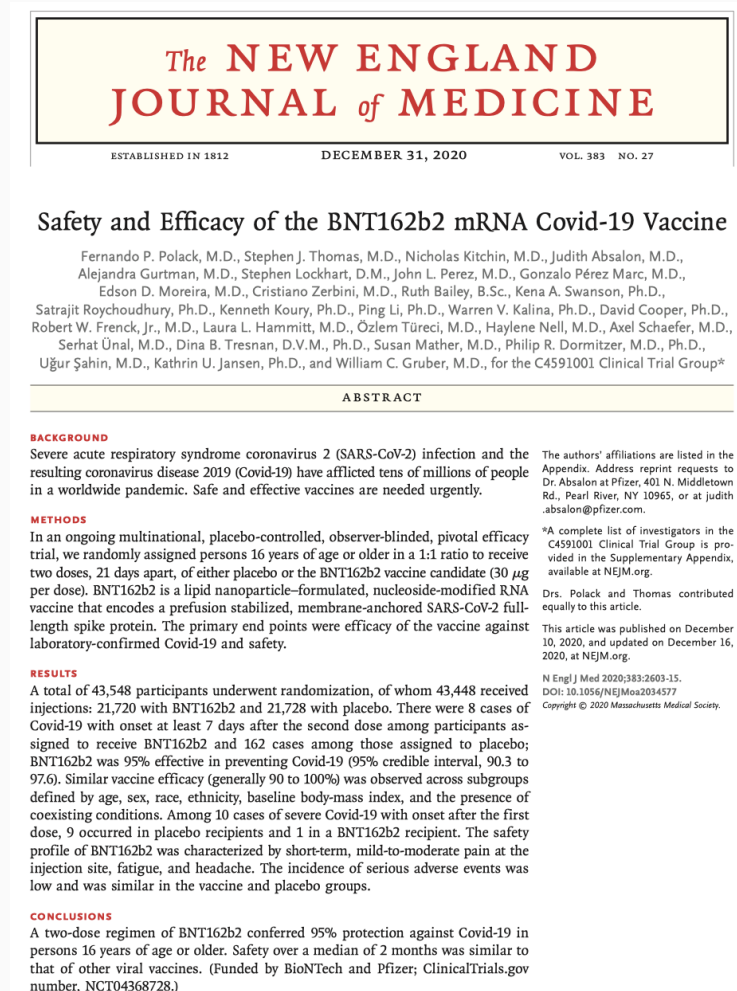 The NEW ENGLAND
JOURNAL of MEDICINE
ESTABLISHED IN 1812
DECEMBER 31, 2020
VOL. 383 NO. 27
Safety and Efficacy of the BNT162b2 mRNA Covid-19 Vaccine
Fernando P. Polack, M.D., Stephen J. Thomas, M.D., Nicholas Kitchin, M.D., Judith Absalon, M.D.,
Alejandra Gurtman, M.D., Stephen Lockhart, D.M., John L. Perez, M.D., Gonzalo Pérez Marc, M.D.,
Edson D. Moreira, M.D., Cristiano Zerbini, M.D., Ruth Bailey, B.Sc., Kena A. Swanson, Ph.D.,
Satrajit Roychoudhury, Ph.D., Kenneth Koury, Ph.D., Ping Li, Ph.D., Warren V. Kalina, Ph.D., David Cooper, Ph.D.,
Robert W. Frenck, Jr., M.D., Laura L. Hammitt, M.D., Özlem Türeci, M.D., Haylene Nell, M.D., Axel Schaefer, M.D.,
Serhat Ünal, M.D., Dina B. Tresnan, D.V.M., Ph.D., Susan Mather, M.D., Philip R. Dormitzer, M.D., Ph.D.,
Uğur Şahin, M.D., Kathrin U. Jansen, Ph.D., and William C. Gruber, M.D., for the C4591001 Clinical Trial Group*
ABSTRACT
BACKGROUND
Severe acute respiratory syndrome coronavirus 2 (SARS-CoV-2) infection and the
resulting coronavirus disease 2019 (Covid-19) have afflicted tens of millions of people
in a worldwide pandemic. Safe and effective vaccines are needed urgently.
METHODS
In an ongoing multinational, placebo-controlled, observer-blinded, pivotal efficacy
trial, we randomly assigned persons 16 years of age or older in a 1:1 ratio to receive
two doses, 21 days apart, of either placebo or the BNT162b2 vaccine candidate (30 μg
per dose). BNT162b2 is a lipid nanoparticle–formulated, nucleoside-modified RNA
vaccine that encodes a prefusion stabilized, membrane-anchored SARS-CoV-2 full-
length spike protein. The primary end points were efficacy of the vaccine against
laboratory-confirmed Covid-19 and safety.
RESULTS
A total of 43,548 participants underwent randomization, of whom 43,448 received
injections: 21,720 with BNT162b2 and 21,728 with placebo. There were 8 cases of
Covid-19 with onset at least 7 days after the second dose among participants as-
signed to receive BNT162b2 and 162 cases among those assigned to placebo;
BNT162b2 was 95% effective in preventing Covid-19 (95% credible interval, 90.3 to
97.6). Similar vaccine efficacy (generally 90 to 100%) was observed across subgroups
defined by age, sex, race, ethnicity, baseline body-mass index, and the presence of
coexisting conditions. Among 10 cases of severe Covid-19 with onset after the first
dose, 9 occurred in placebo recipients and 1 in a BNT162b2 recipient. The safety
profile of BNT162b2 was characterized by short-term, mild-to-moderate pain at the
injection site, fatigue, and headache. The incidence of serious adverse events was
low and was similar in the vaccine and placebo groups.
CONCLUSIONS
A two-dose regimen of BNT162b2 conferred 95% protection against Covid-19 in
persons 16 years of age or older. Safety over a median of 2 months was similar to
that of other viral vaccines. (Funded by BioNTech and Pfizer; ClinicalTrials.gov
number, NCT04368728.)
The authors' affiliations are listed in the
Appendix. Address reprint requests to
Dr. Absalon at Pfizer, 401 N. Middletown
Rd., Pearl River, NY 10965, or at judith
.absalon@pfizer.com.
*A complete list of investigators in the
C4591001 Clinical Trial Group is pro-
vided in the Supplementary Appendix,
available at NEJM.org.
Drs. Polack and Thomas contributed
equally to this article.
This article was published on December
10, 2020, and updated on December 16,
2020, at NEJM.org.
N Engl J Med 2020;383:2603-15.
DOI: 10.1056/NEJMoa2034577
Copyright © 2020 Massachusetts Medical Society.